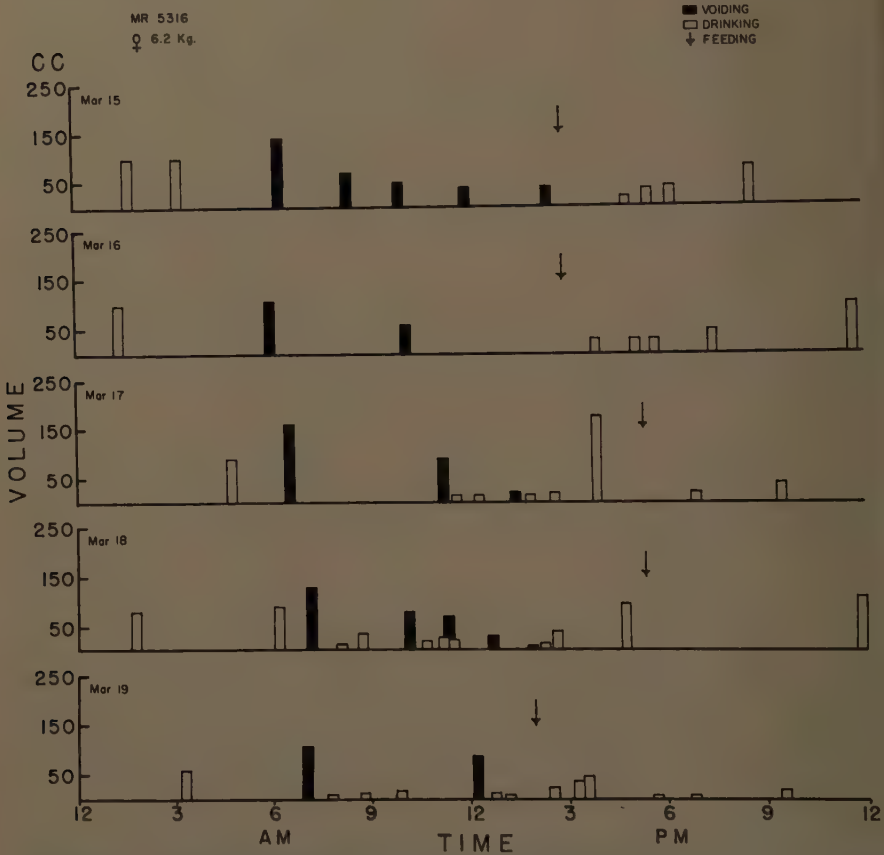 MR 5316
♀ 6.2 Kg.
VOIDING
DRINKING
FEEDING
CC
VOLUME
250
150
50
Mar 15
250
150
50
Mar 16
250
150
50
Mar 17
250
150
50
Mar 18
250
150
50
Mar 19
12 3 6 9 12 3 6 9 12
AM TIME PM